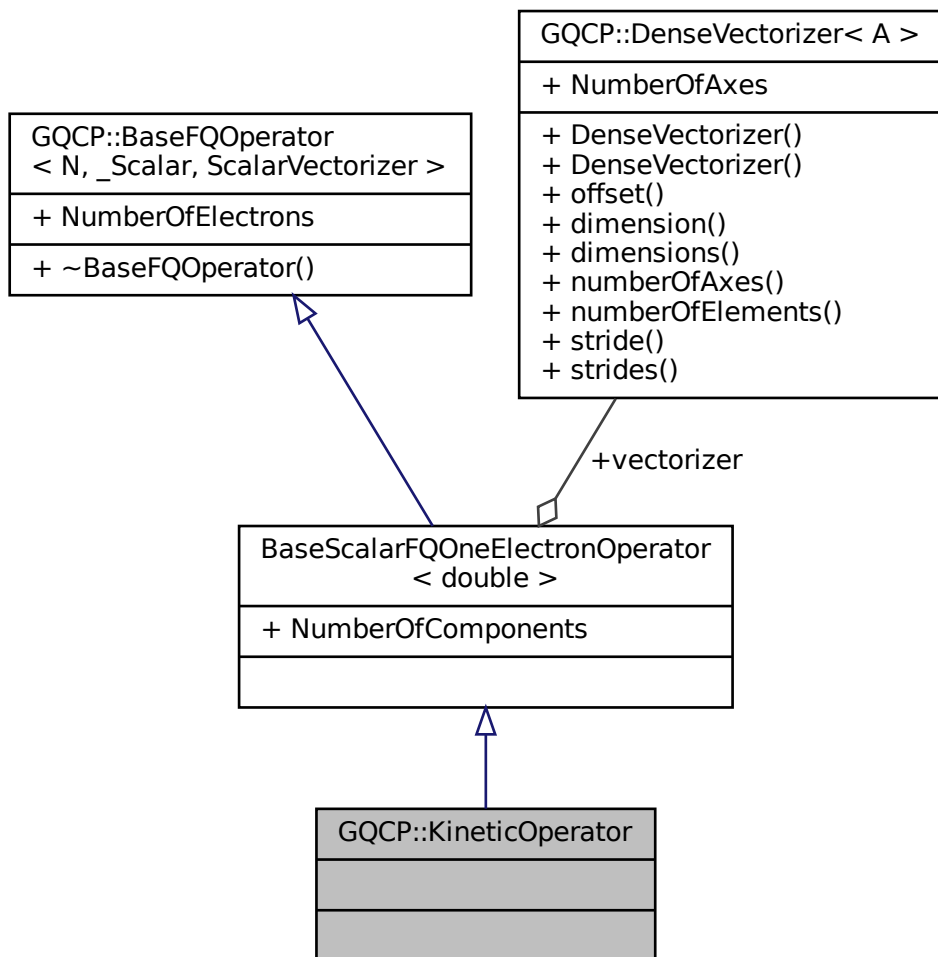 GQCP::DenseVectorizer< A >
+ NumberOfAxes
+ DenseVectorizer()
+ DenseVectorizer()
+ offset()
+ dimension()
+ dimensions()
+ numberOfAxes()
+ numberOfElements()
+ stride()
+ strides()
GQCP::BaseFQOperator
< N, _Scalar, ScalarVectorizer >
+ NumberOfElectrons
+ ~BaseFQOperator()
+vectorizer
BaseScalarFQOneElectronOperator
< double >
+ NumberOfComponents
GQCP::KineticOperator